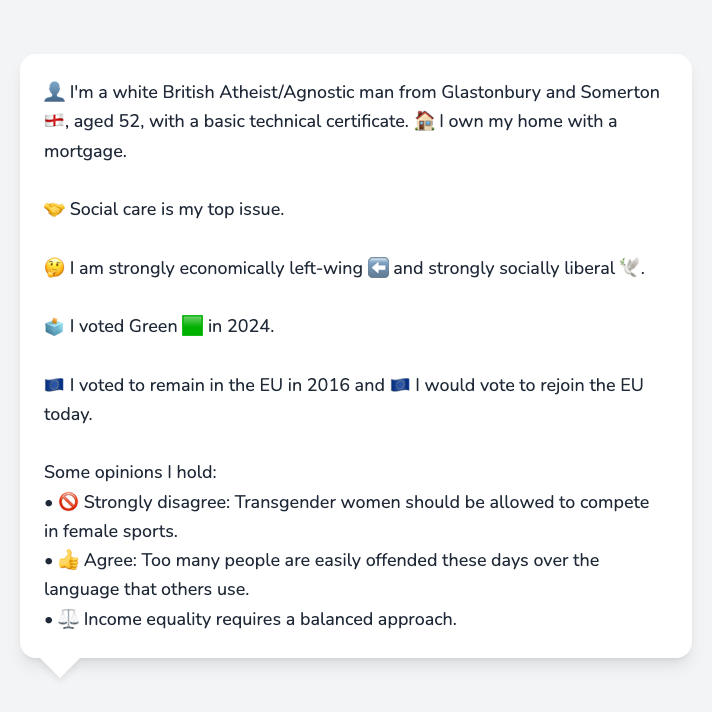 👤 I'm a white British Atheist/Agnostic man from Glastonbury and Somerton
🏴󠁧󠁢󠁥󠁮󠁧󠁿, aged 52, with a basic technical certificate. 🏠 I own my home with a
mortgage.
🤝 Social care is my top issue.
🤔 I am strongly economically left-wing ⬅️ and strongly socially liberal 🕊️.
🗳️ I voted Green 🟩 in 2024.
🇪🇺 I voted to remain in the EU in 2016 and 🇪🇺 I would vote to rejoin the EU
today.
Some opinions I hold:
• 🚫 Strongly disagree: Transgender women should be allowed to compete
in female sports.
• 👍 Agree: Too many people are easily offended these days over the
language that others use.
• ⚖️ Income equality requires a balanced approach.